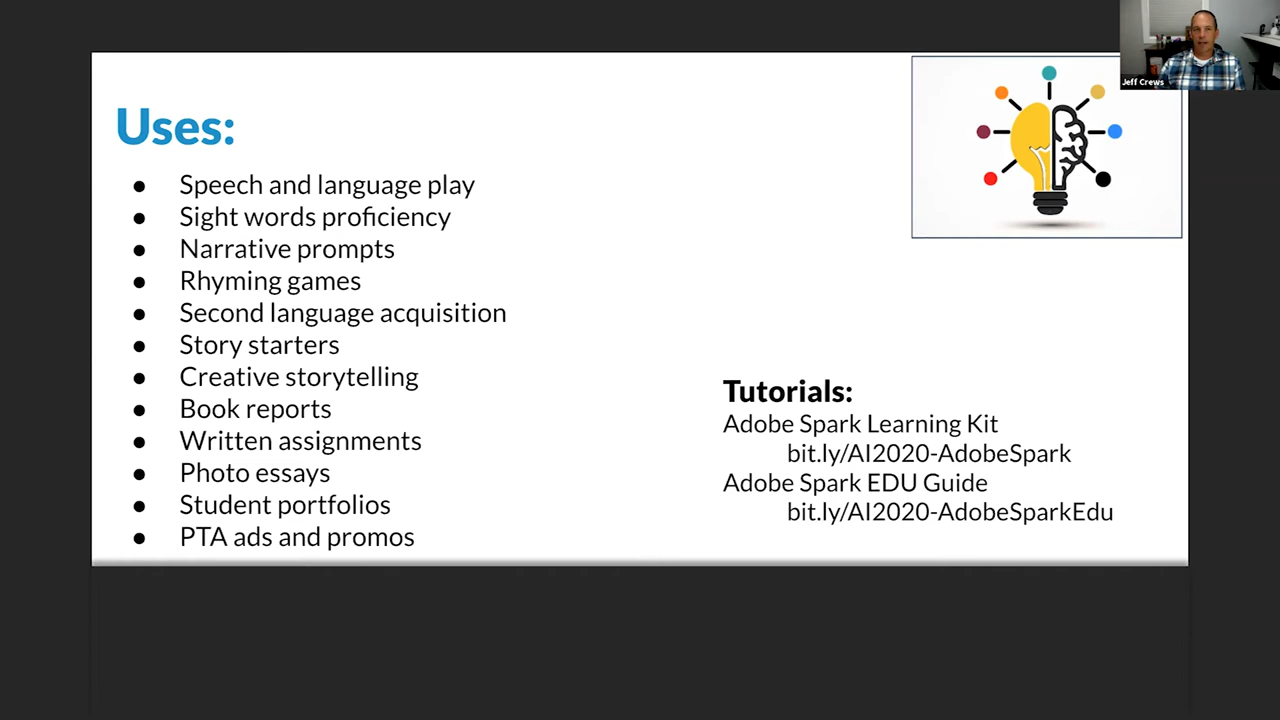 Jeff Crews
Uses:
● Speech and language play
● Sight words proficiency
● Narrative prompts
● Rhyming games
● Second language acquisition
● Story starters
● Creative storytelling
● Book reports
● Written assignments
● Photo essays
● Student portfolios
● PTA ads and promos
Tutorials:
Adobe Spark Learning Kit
bit.ly/AI2020-AdobeSpark
Adobe Spark EDU Guide
bit.ly/AI2020-AdobeSparkEdu